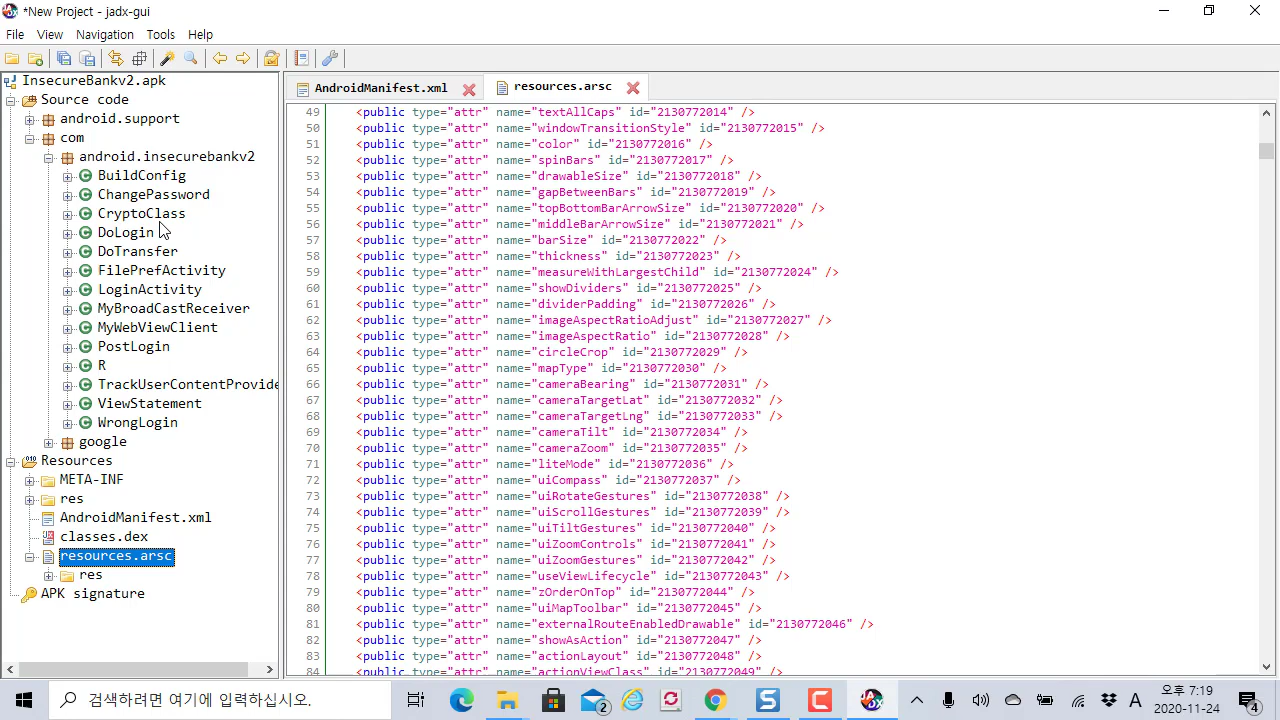 *New Project - jadx-gui
File View Navigation Tools Help
InsecureBankv2.apk
Source code
android.support
com
android.insecurebankv2
BuildConfig
ChangePassword
CryptoClass
DoLogin
DoTransfer
FilePrefActivity
LoginActivity
MyBroadCastReceiver
MyWebViewClient
PostLogin
R
TrackUserContentProvide
ViewStatement
WrongLogin
google
Resources
META-INF
res
AndroidManifest.xml
classes.dex
resources.arsc
res
APK signature
AndroidManifest.xml resources.arsc
49 <public type="attr" name="textAllCaps" id="2130772014" />
50 <public type="attr" name="windowTransitionStyle" id="2130772015" />
51 <public type="attr" name="color" id="2130772016" />
52 <public type="attr" name="spinBars" id="2130772017" />
53 <public type="attr" name="drawableSize" id="2130772018" />
54 <public type="attr" name="gapBetweenBars" id="2130772019" />
55 <public type="attr" name="topBottomBarArrowSize" id="2130772020" />
56 <public type="attr" name="middleBarArrowSize" id="2130772021" />
57 <public type="attr" name="barSize" id="2130772022" />
58 <public type="attr" name="thickness" id="2130772023" />
59 <public type="attr" name="measureWithLargestChild" id="2130772024" />
60 <public type="attr" name="showDividers" id="2130772025" />
61 <public type="attr" name="dividerPadding" id="2130772026" />
62 <public type="attr" name="imageAspectRatioAdjust" id="2130772027" />
63 <public type="attr" name="imageAspectRatio" id="2130772028" />
64 <public type="attr" name="circleCrop" id="2130772029" />
65 <public type="attr" name="mapType" id="2130772030" />
66 <public type="attr" name="cameraBearing" id="2130772031" />
67 <public type="attr" name="cameraTargetLat" id="2130772032" />
68 <public type="attr" name="cameraTargetLng" id="2130772033" />
69 <public type="attr" name="cameraTilt" id="2130772034" />
70 <public type="attr" name="cameraZoom" id="2130772035" />
71 <public type="attr" name="liteMode" id="2130772036" />
72 <public type="attr" name="uiCompass" id="2130772037" />
73 <public type="attr" name="uiRotateGestures" id="2130772038" />
74 <public type="attr" name="uiScrollGestures" id="2130772039" />
75 <public type="attr" name="uiTiltGestures" id="2130772040" />
76 <public type="attr" name="uiZoomControls" id="2130772041" />
77 <public type="attr" name="uiZoomGestures" id="2130772042" />
78 <public type="attr" name="useViewLifecycle" id="2130772043" />
79 <public type="attr" name="zOrderOnTop" id="2130772044" />
80 <public type="attr" name="uiMapToolbar" id="2130772045" />
81 <public type="attr" name="externalRouteEnabledDrawable" id="2130772046" />
82 <public type="attr" name="showAsAction" id="2130772047" />
83 <public type="attr" name="actionLayout" id="2130772048" />
84 <public type="attr" name="actionViewClass" id="2130772049" />
검색하려면 여기에 입력하십시오.
2
A
오후 7:19
2020-11-24
4